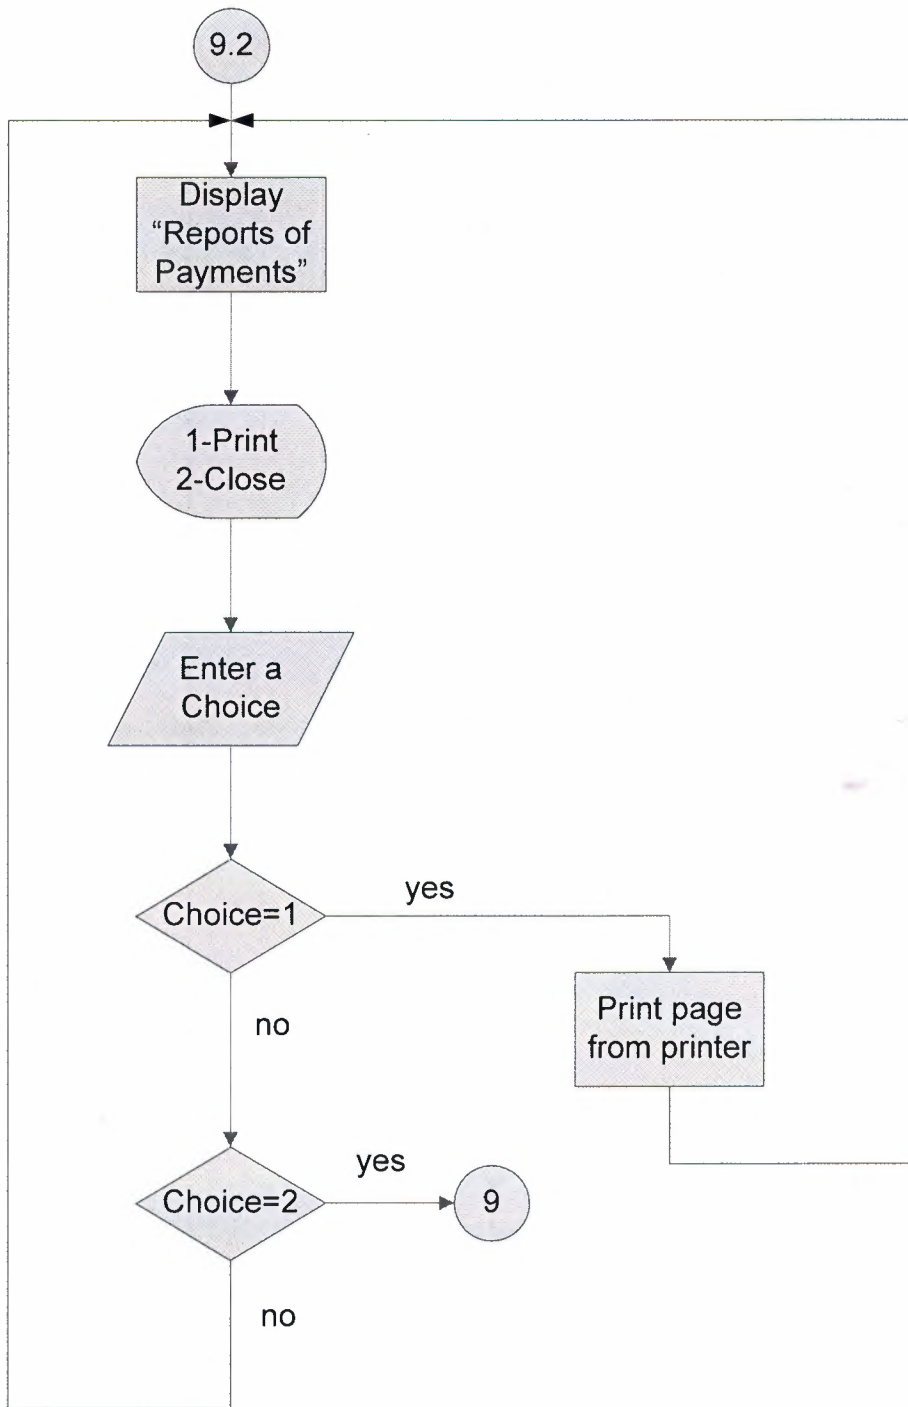 9.2
Display
“Reports of
Payments”
1-Print
2-Close
Enter a
Choice
Choice=1
yes
no
Print page
from printer
Choice=2
yes
9
no